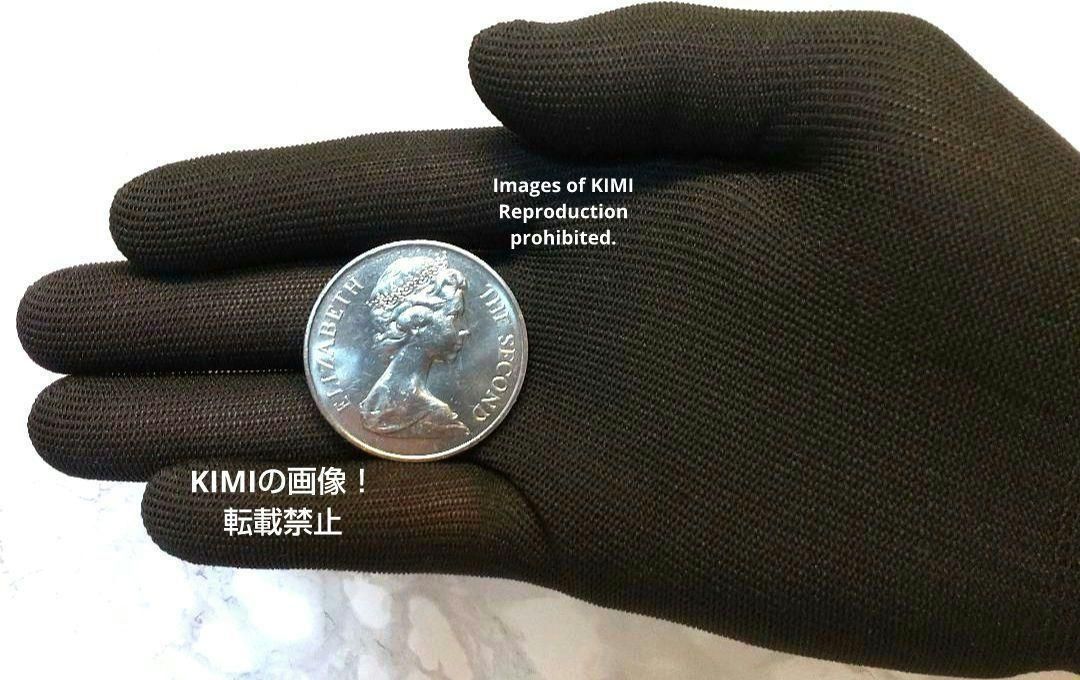 Images of KIMI
Reproduction
prohibited.
ELIZABETH THE SECOND
KIMIの画像！
転載禁止